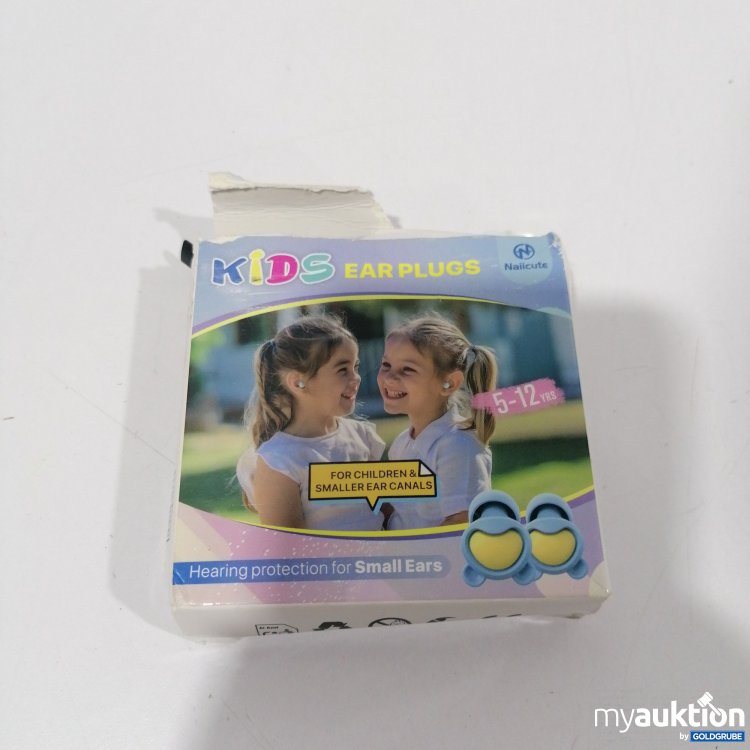 KiDS EAR PLUGS
Naiicute
5-12 YRS
FOR CHILDREN &
SMALLER EAR CANALS
Hearing protection for Small Ears
myauktion
by GOLDGRUBE